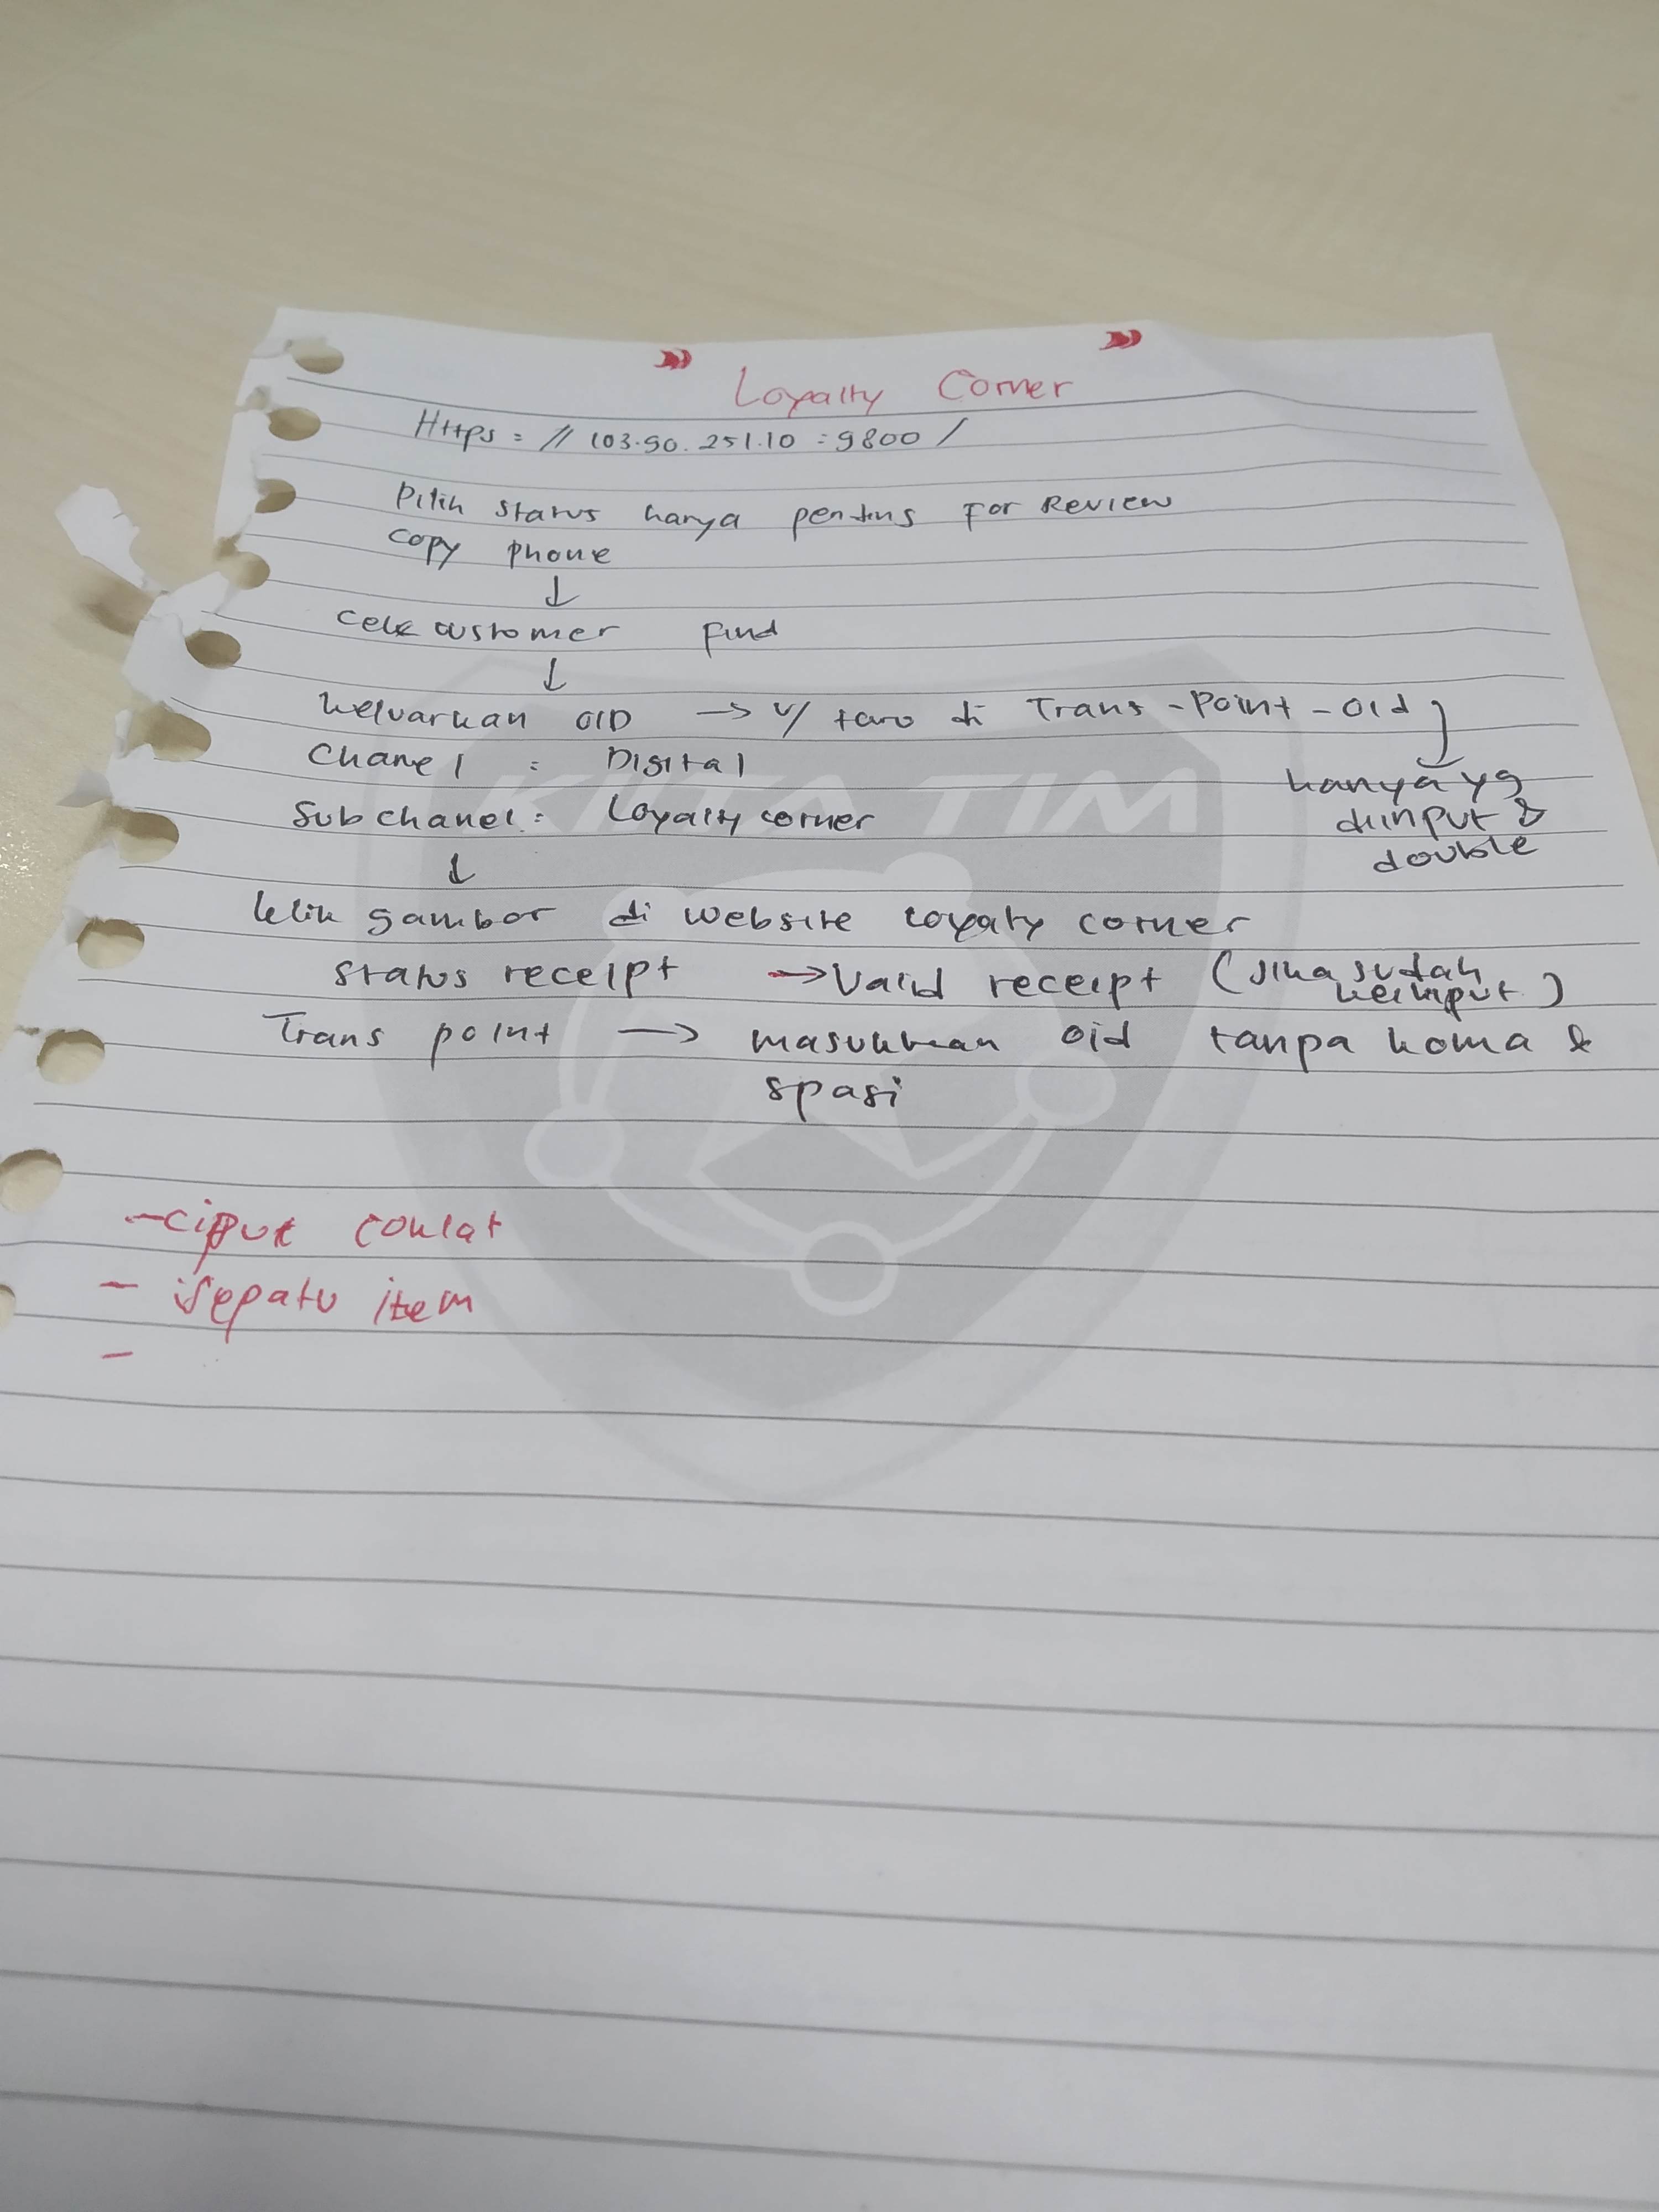 Loyalty Corner
Https = // 103.90.251.10 : 9800 /
Pilih status hanya pending For Review
copy phone
↓
cek customer find
↓
keluarkan OID → u/ taro di Trans - Point - Oid
hanya yg
diinput &
double
Chanel : Digital
Sub chanel : Loyalty corner
↓
klik gambar di website loyalty corner
status receipt → Valid receipt (jika sudah
keinput)
Trans point → masukkan oid tanpa koma &
spasi
- ciput coklat
- sepatu item
-
KITA TIM